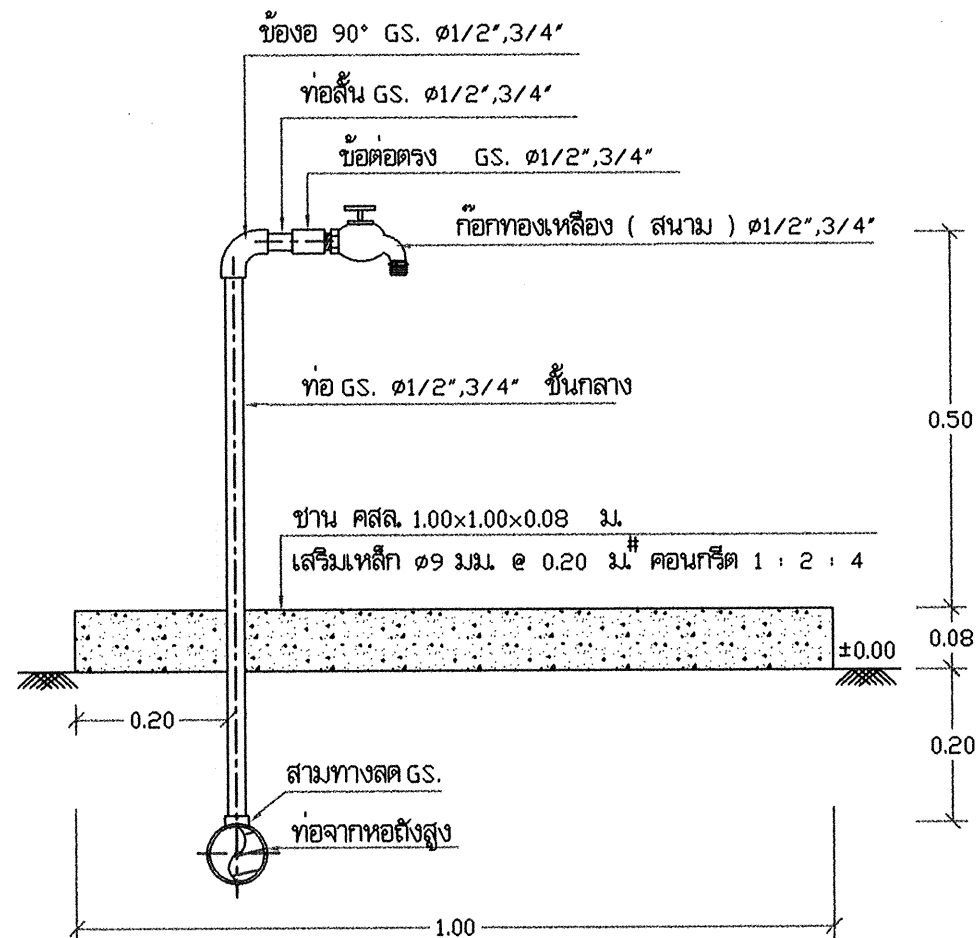 ข้องอ 90° GS. ø1/2",3/4"
ท่อสั้น GS. ø1/2",3/4"
ข้อต่อตรง GS. ø1/2",3/4"
ก๊อกทองเหลือง ( สนาม ) ø1/2",3/4"
ท่อ GS. ø1/2",3/4" ชั้นกลาง
0.50
ชาน คสล. 1.00x1.00x0.08 ม.
เสริมเหล็ก ø9 มม. @ 0.20 ม.# คอนกรีต 1 : 2 : 4
±0.00
0.08
0.20
0.20
สามทางลด GS.
ท่อจากหอถังสูง
1.00